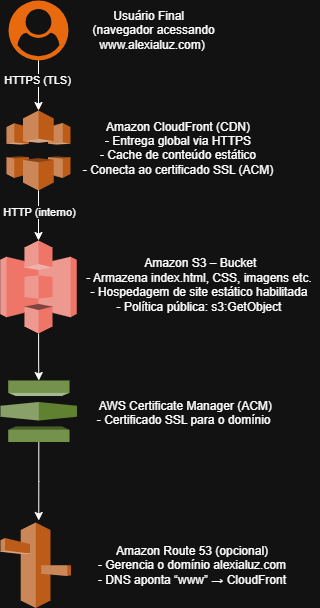 Usuário Final
(navegador acessando
www.alexialuz.com)
HTTPS (TLS)
Amazon CloudFront (CDN)
- Entrega global via HTTPS
- Cache de conteúdo estático
- Conecta ao certificado SSL (ACM)
HTTP (interno)
Amazon S3 – Bucket
- Armazena index.html, CSS, imagens etc.
- Hospedagem de site estático habilitada
- Política pública: s3:GetObject
AWS Certificate Manager (ACM)
- Certificado SSL para o domínio
Amazon Route 53 (opcional)
- Gerencia o domínio alexialuz.com
- DNS aponta “www” → CloudFront